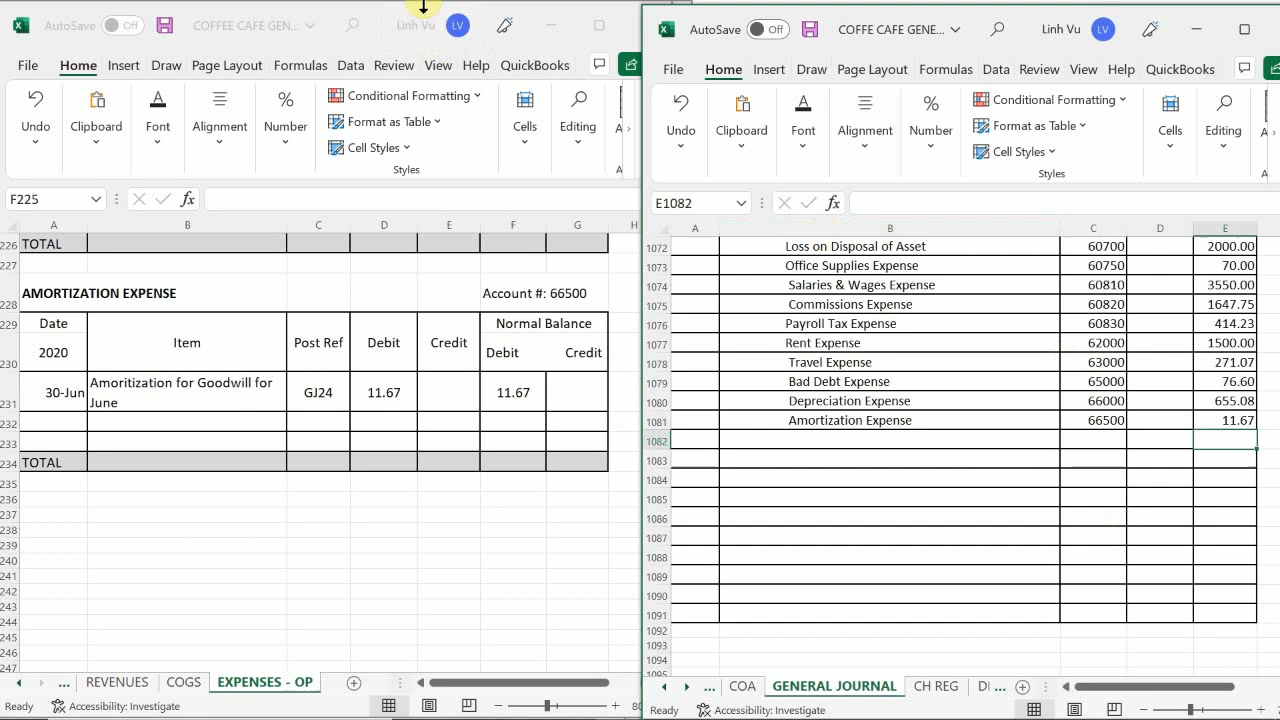 AutoSave Off COFFEE CAFE GEN... Linh Vu LV
File Home Insert Draw Page Layout Formulas Data Review View Help QuickBooks
Undo Clipboard Font Alignment Number Cells Editing
Conditional Formatting
Format as Table
Cell Styles
Styles
F225 fx
A B C D E F G H
226 TOTAL
227
228 AMORTIZATION EXPENSE Account #: 66500
229 Date Normal Balance
Item Post Ref Debit Credit
230 2020 Debit Credit
231 30-Jun Amoritization for Goodwill for June GJ24 11.67 11.67
232
233
234 TOTAL
235
236
237
238
239
240
241
242
243
244
245
246
247
... REVENUES COGS EXPENSES - OP
Ready Accessibility: Investigate 80
AutoSave Off COFFE CAFE GENE... Linh Vu LV
File Home Insert Draw Page Layout Formulas Data Review View Help QuickBooks
Undo Clipboard Font Alignment Number Cells Editing
Conditional Formatting
Format as Table
Cell Styles
Styles
E1082 fx
A B C D E
1072 Loss on Disposal of Asset 60700 2000.00
1073 Office Supplies Expense 60750 70.00
1074 Salaries & Wages Expense 60810 3550.00
1075 Commissions Expense 60820 1647.75
1076 Payroll Tax Expense 60830 414.23
1077 Rent Expense 62000 1500.00
1078 Travel Expense 63000 271.07
1079 Bad Debt Expense 65000 76.60
1080 Depreciation Expense 66000 655.08
1081 Amortization Expense 66500 11.67
1082
1083
1084
1085
1086
1087
1088
1089
1090
1091
1092
1093
1094
1095
... COA GENERAL JOURNAL CH REG DI ...
Ready Accessibility: Investigate